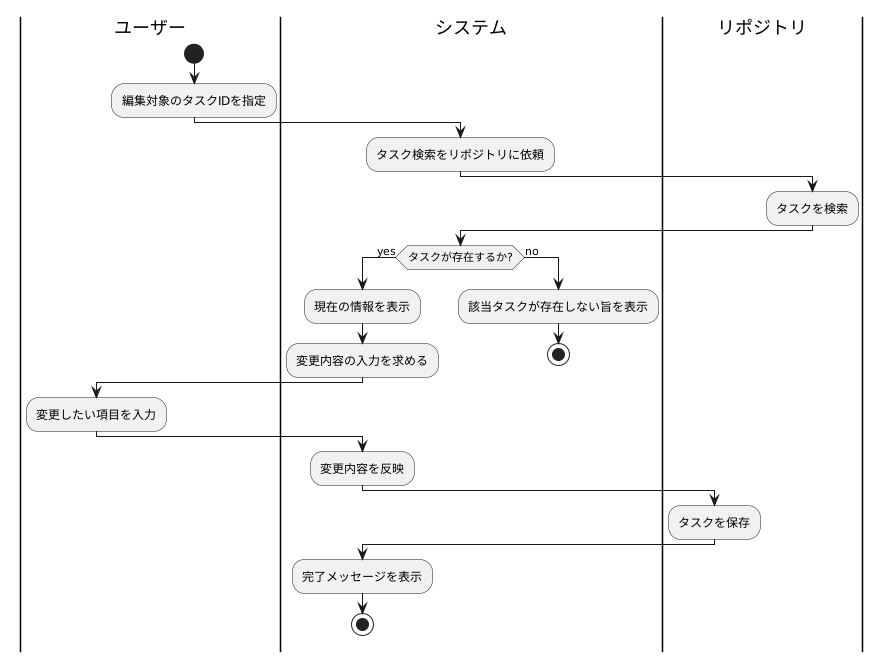 ユーザー
システム
リポジトリ
編集対象のタスクIDを指定
タスク検索をリポジトリに依頼
タスクを検索
yes
タスクが存在するか?
no
現在の情報を表示
該当タスクが存在しない旨を表示
変更内容の入力を求める
変更したい項目を入力
変更内容を反映
タスクを保存
完了メッセージを表示